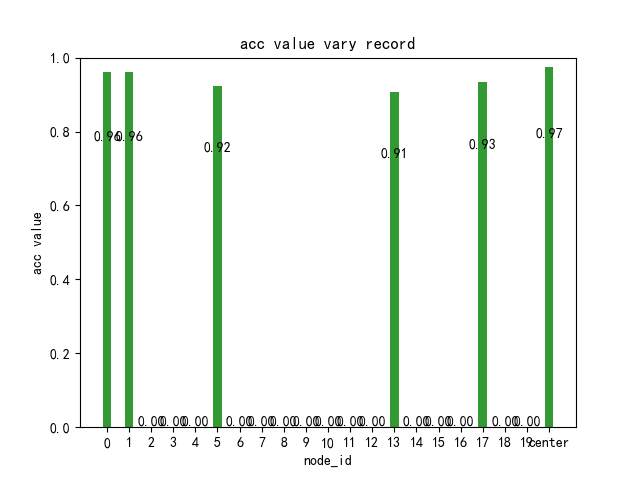 acc value vary record
1.0
0.8
0.6
0.4
0.2
0.0
acc value
0.96 0.96 0.00 0.00 0.00 0.92 0.00 0.00 0.00 0.00 0.00 0.00 0.00 0.91 0.00 0.00 0.00 0.93 0.00 0.00 0.97
0 1 2 3 4 5 6 7 8 9 10 11 12 13 14 15 16 17 18 19 center
node_id